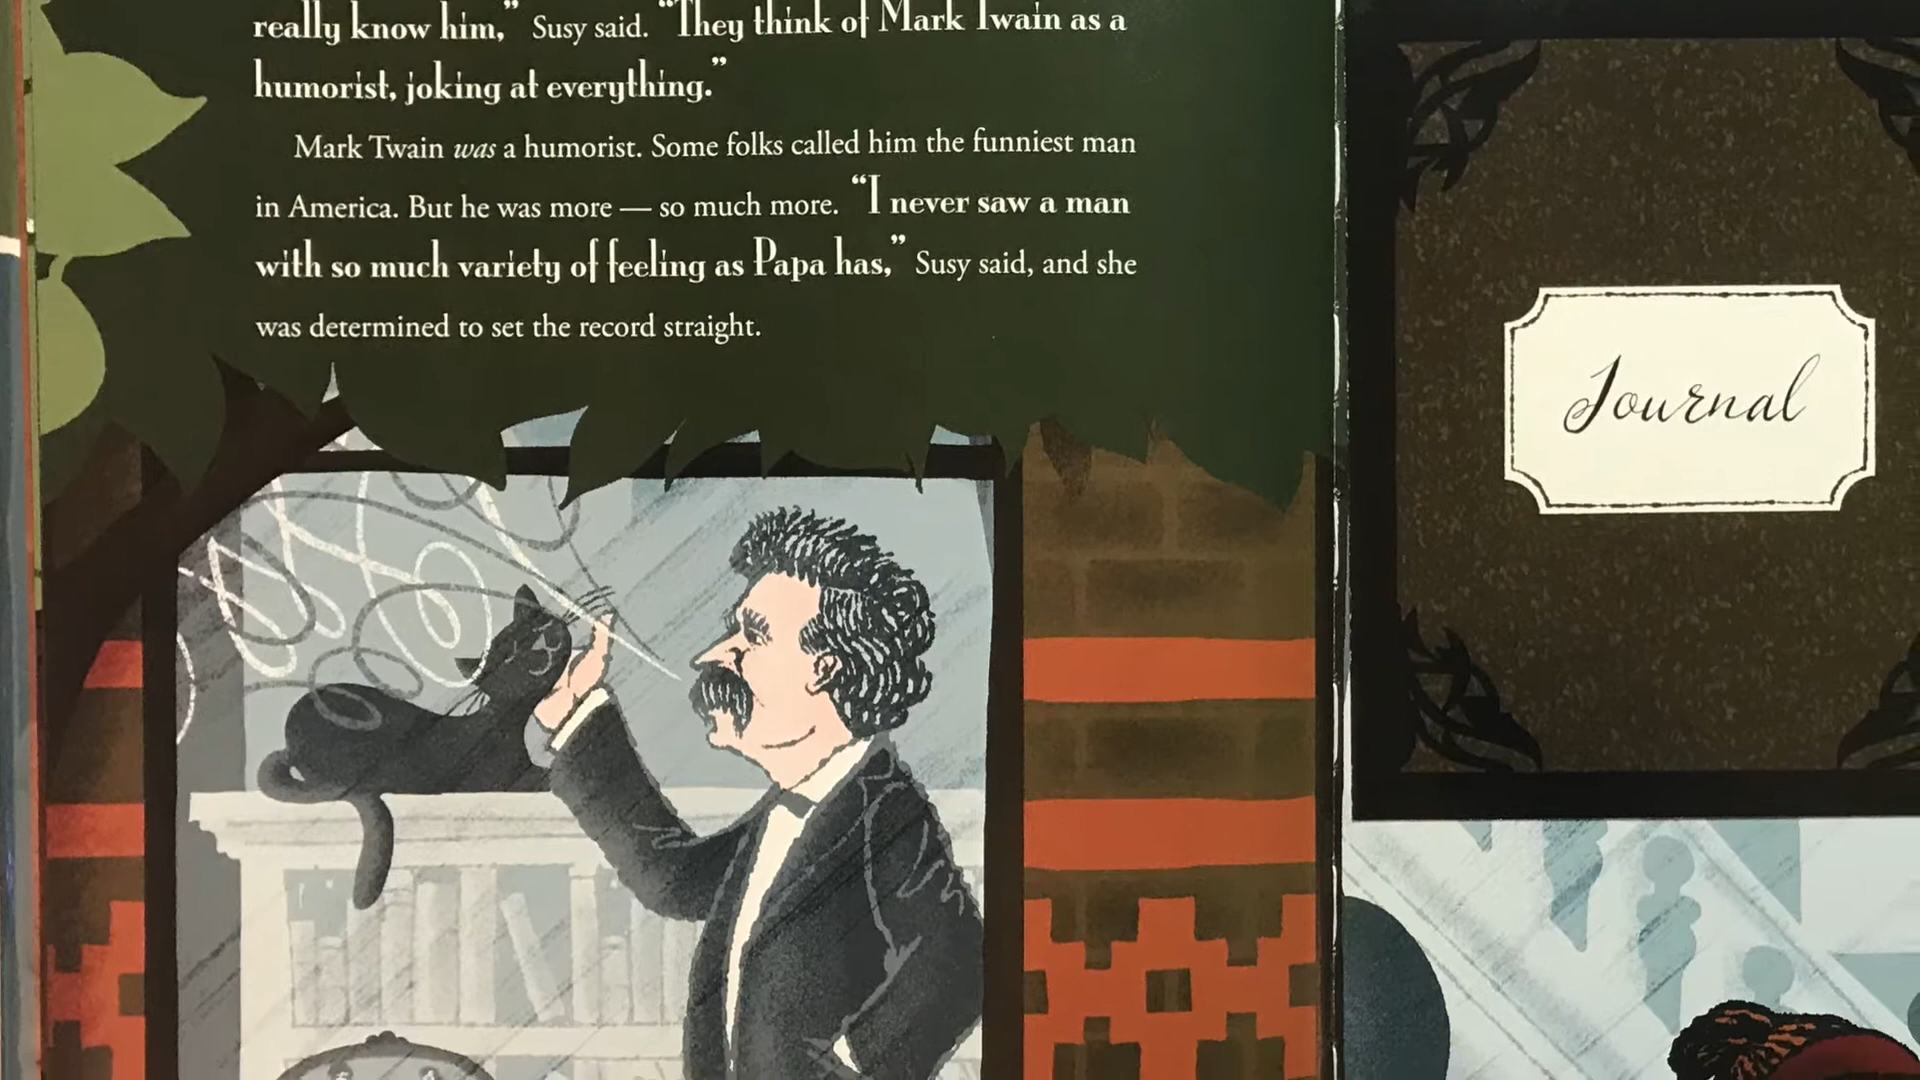 really know him,” Susy said. “They think of Mark Twain as a
humorist, joking at everything.”
Mark Twain was a humorist. Some folks called him the funniest man
in America. But he was more — so much more. “I never saw a man
with so much variety of feeling as Papa has,” Susy said, and she
was determined to set the record straight.
Journal